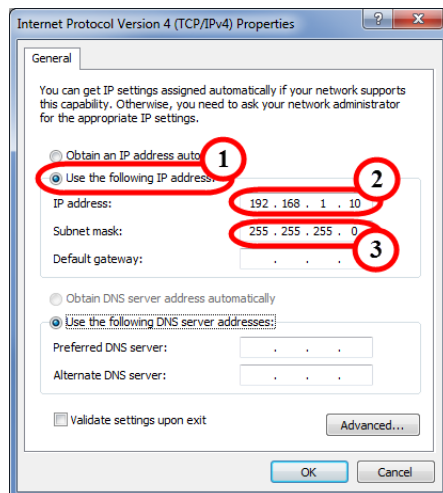 Internet Protocol Version 4 (TCP/IPv4) Properties
? X
General
You can get IP settings assigned automatically if your network supports
this capability. Otherwise, you need to ask your network administrator
for the appropriate IP settings.
Obtain an IP address auto
1
Use the following IP address:
2
IP address: 192 . 168 . 1 . 10
Subnet mask: 255 . 255 . 255 . 0
3
Default gateway: . . .
Obtain DNS server address automatically
Use the following DNS server addresses:
Preferred DNS server: . . .
Alternate DNS server: . . .
Validate settings upon exit
Advanced...
OK Cancel